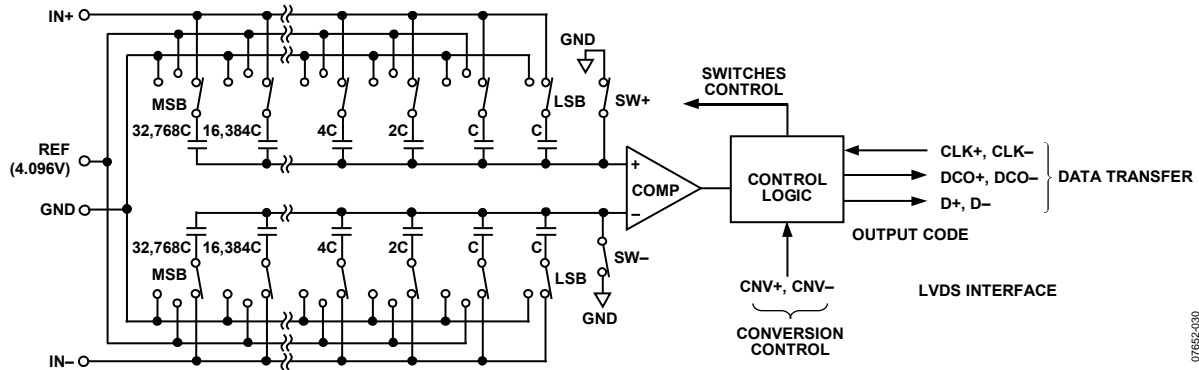 IN+
GND
SWITCHES
CONTROL
MSB
LSB
SW+
32,768C 16,384C 4C 2C C C
REF
(4.096V)
+
COMP
–
CONTROL
LOGIC
CLK+, CLK–
DCO+, DCO–
D+, D–
DATA TRANSFER
GND
OUTPUT CODE
32,768C 16,384C 4C 2C C C
MSB
LSB
SW–
GND
CNV+, CNV–
CONVERSION
CONTROL
LVDS INTERFACE
IN–
07652-030